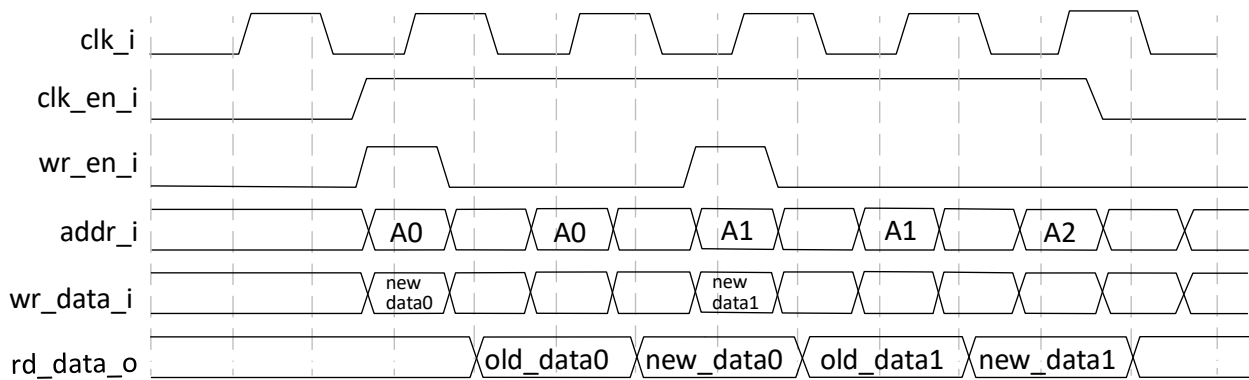 clk_i
clk_en_i
wr_en_i
addr_i A0 A0 A1 A1 A2
wr_data_i new data0 new data1
rd_data_o old_data0 new_data0 old_data1 new_data1